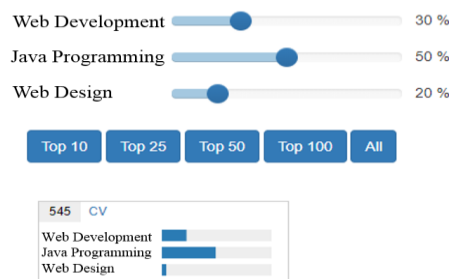 Web Development 30 %
Java Programming 50 %
Web Design 20 %
Top 10 Top 25 Top 50 Top 100 All
545 CV
Web Development
Java Programming
Web Design